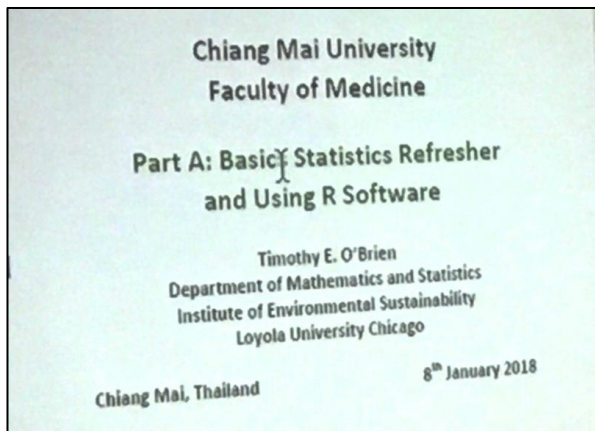 Chiang Mai University
Faculty of Medicine
Part A: Basic Statistics Refresher
and Using R Software
Timothy E. O'Brien
Department of Mathematics and Statistics
Institute of Environmental Sustainability
Loyola University Chicago
Chiang Mai, Thailand
8th January 2018